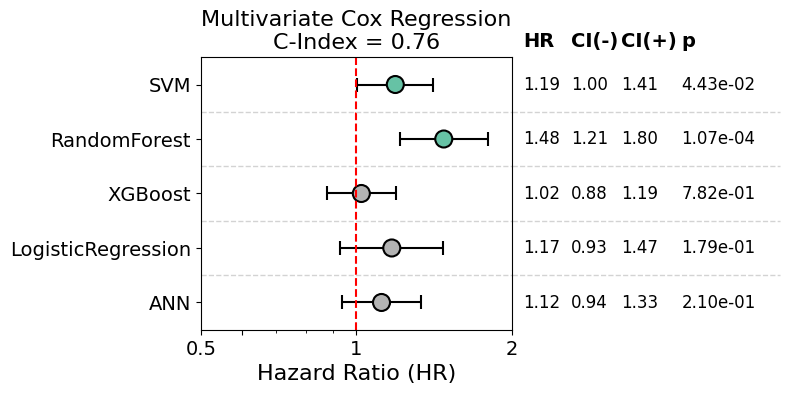 Multivariate Cox Regression
C-Index = 0.76
HR CI(-) CI(+) p
SVM 1.19 1.00 1.41 4.43e-02
RandomForest 1.48 1.21 1.80 1.07e-04
XGBoost 1.02 0.88 1.19 7.82e-01
LogisticRegression 1.17 0.93 1.47 1.79e-01
ANN 1.12 0.94 1.33 2.10e-01
0.5 1 2
Hazard Ratio (HR)